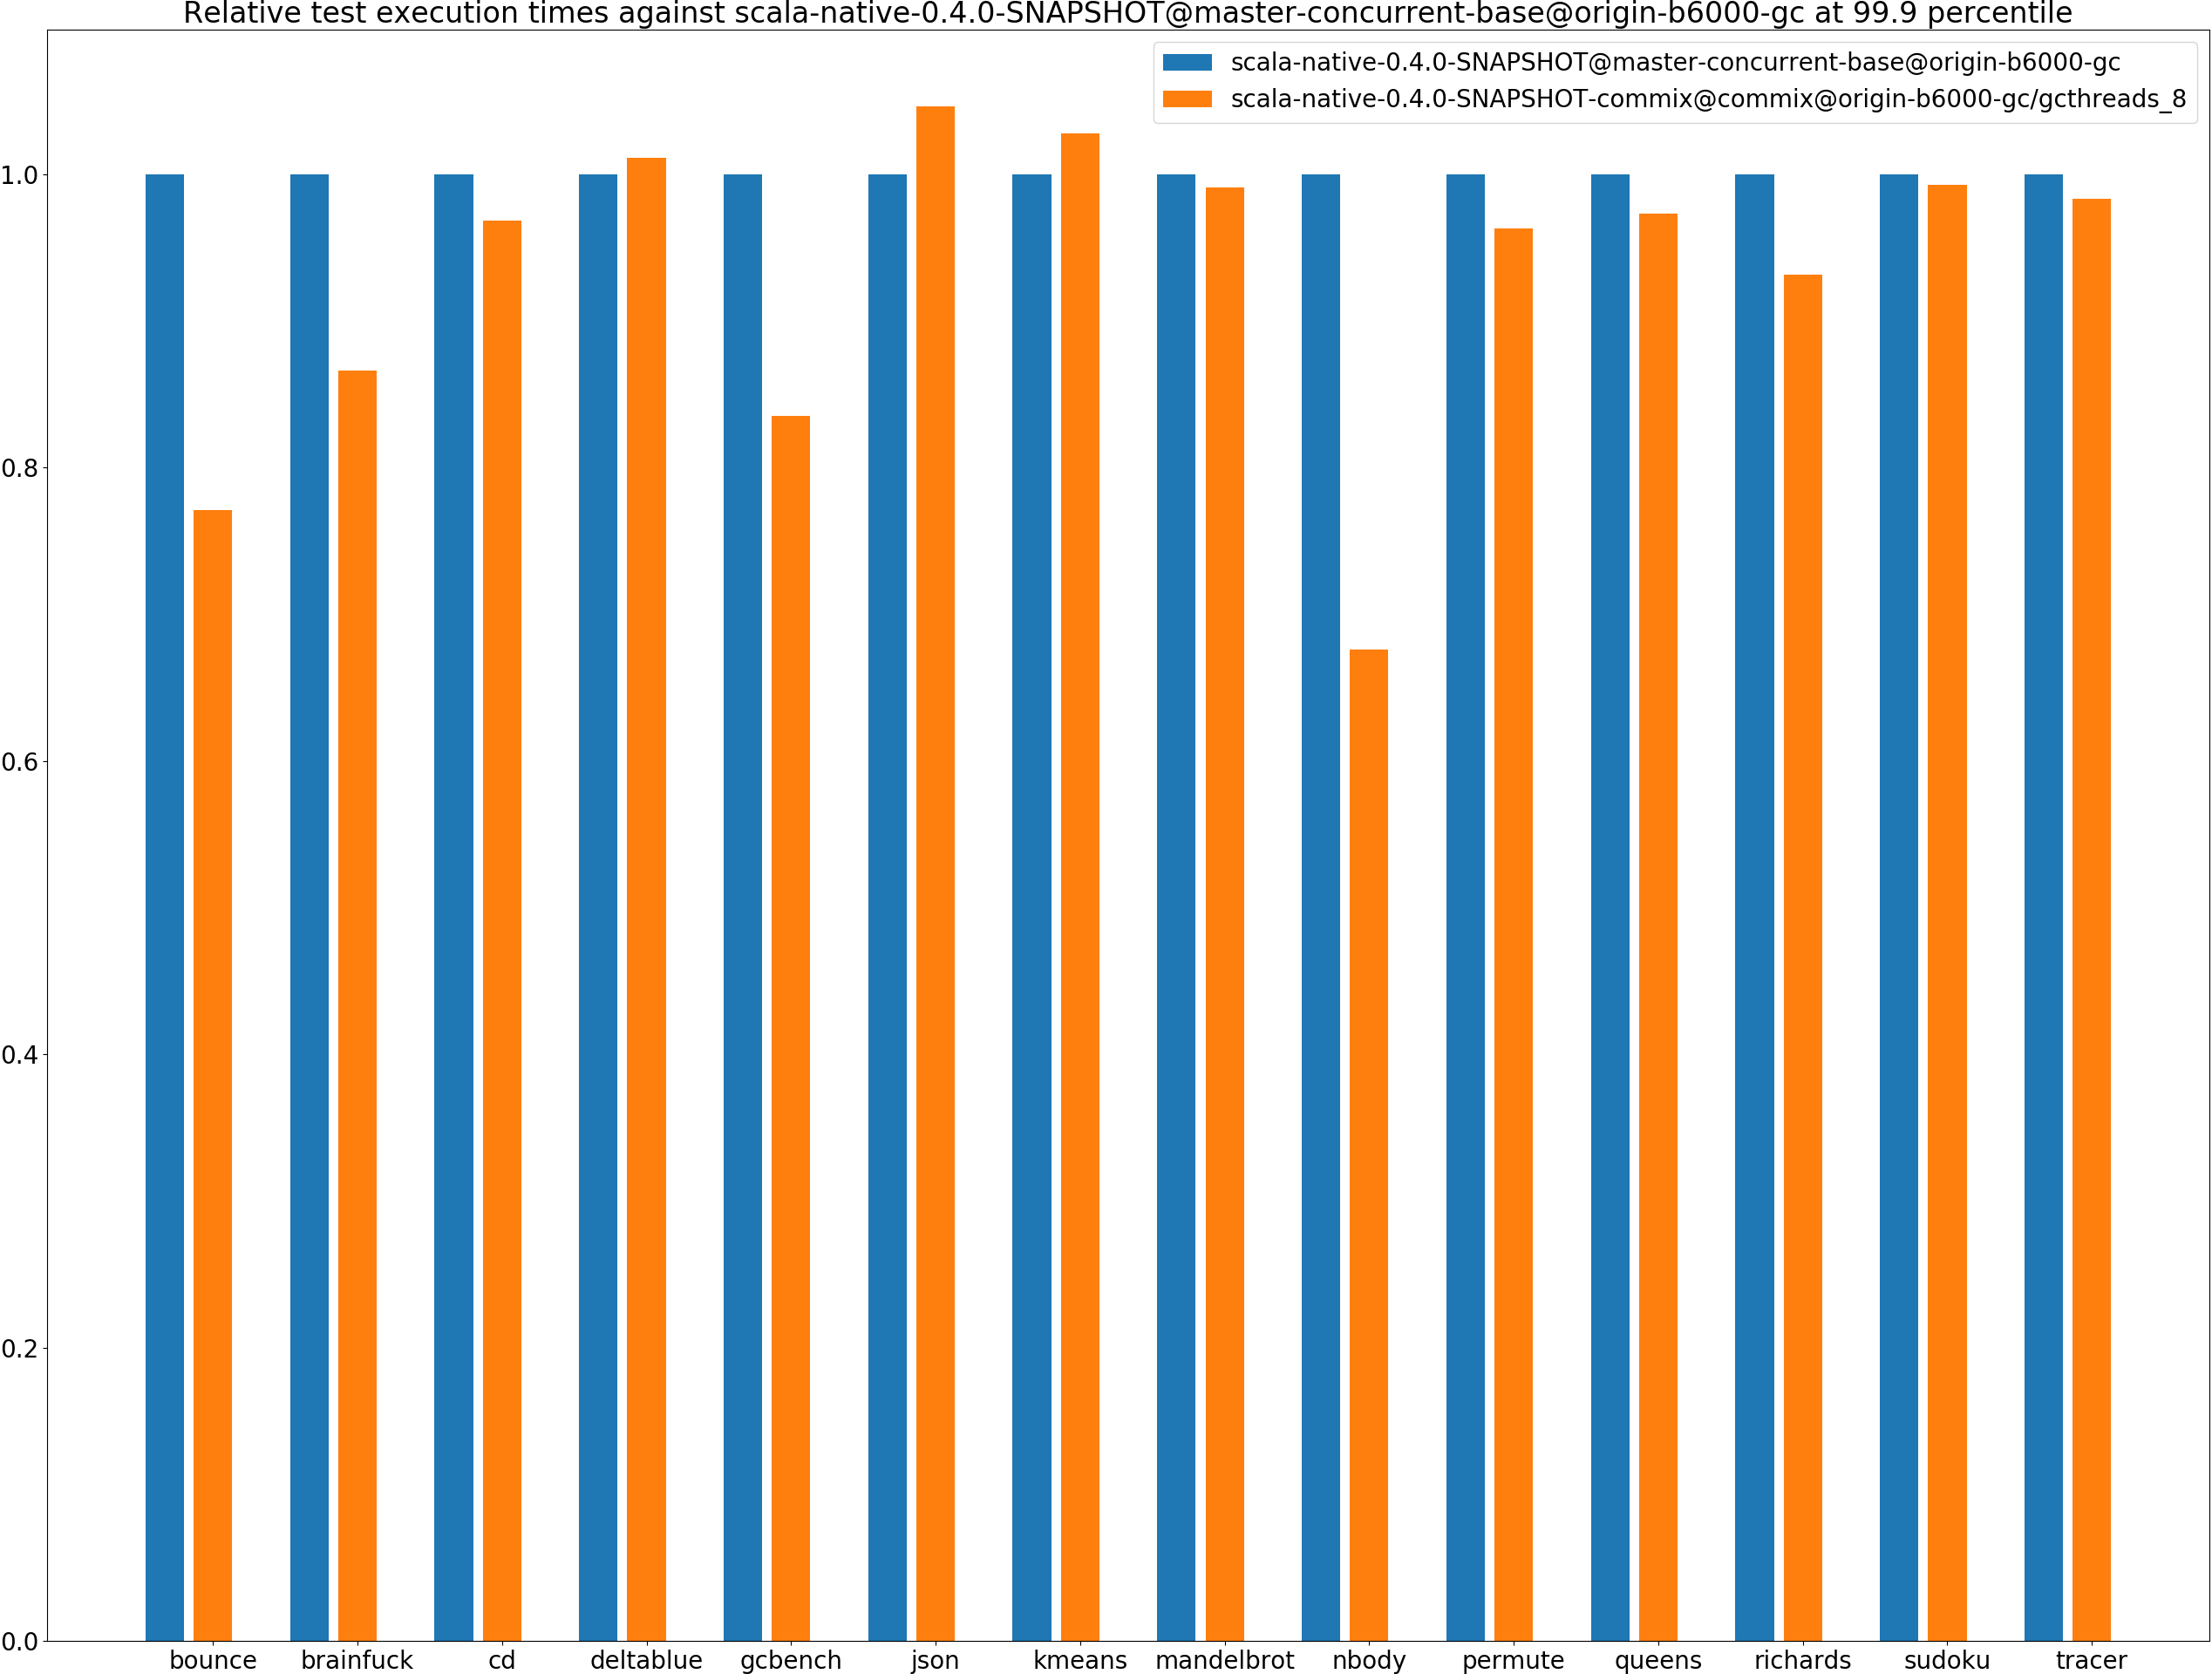 Relative test execution times against scala-native-0.4.0-SNAPSHOT@master-concurrent-base@origin-b6000-gc at 99.9 percentile
scala-native-0.4.0-SNAPSHOT@master-concurrent-base@origin-b6000-gc
scala-native-0.4.0-SNAPSHOT-commix@commix@origin-b6000-gc/gcthreads_8
1.0
0.8
0.6
0.4
0.2
0.0
bounce brainfuck cd deltablue gcbench json kmeans mandelbrot nbody permute queens richards sudoku tracer